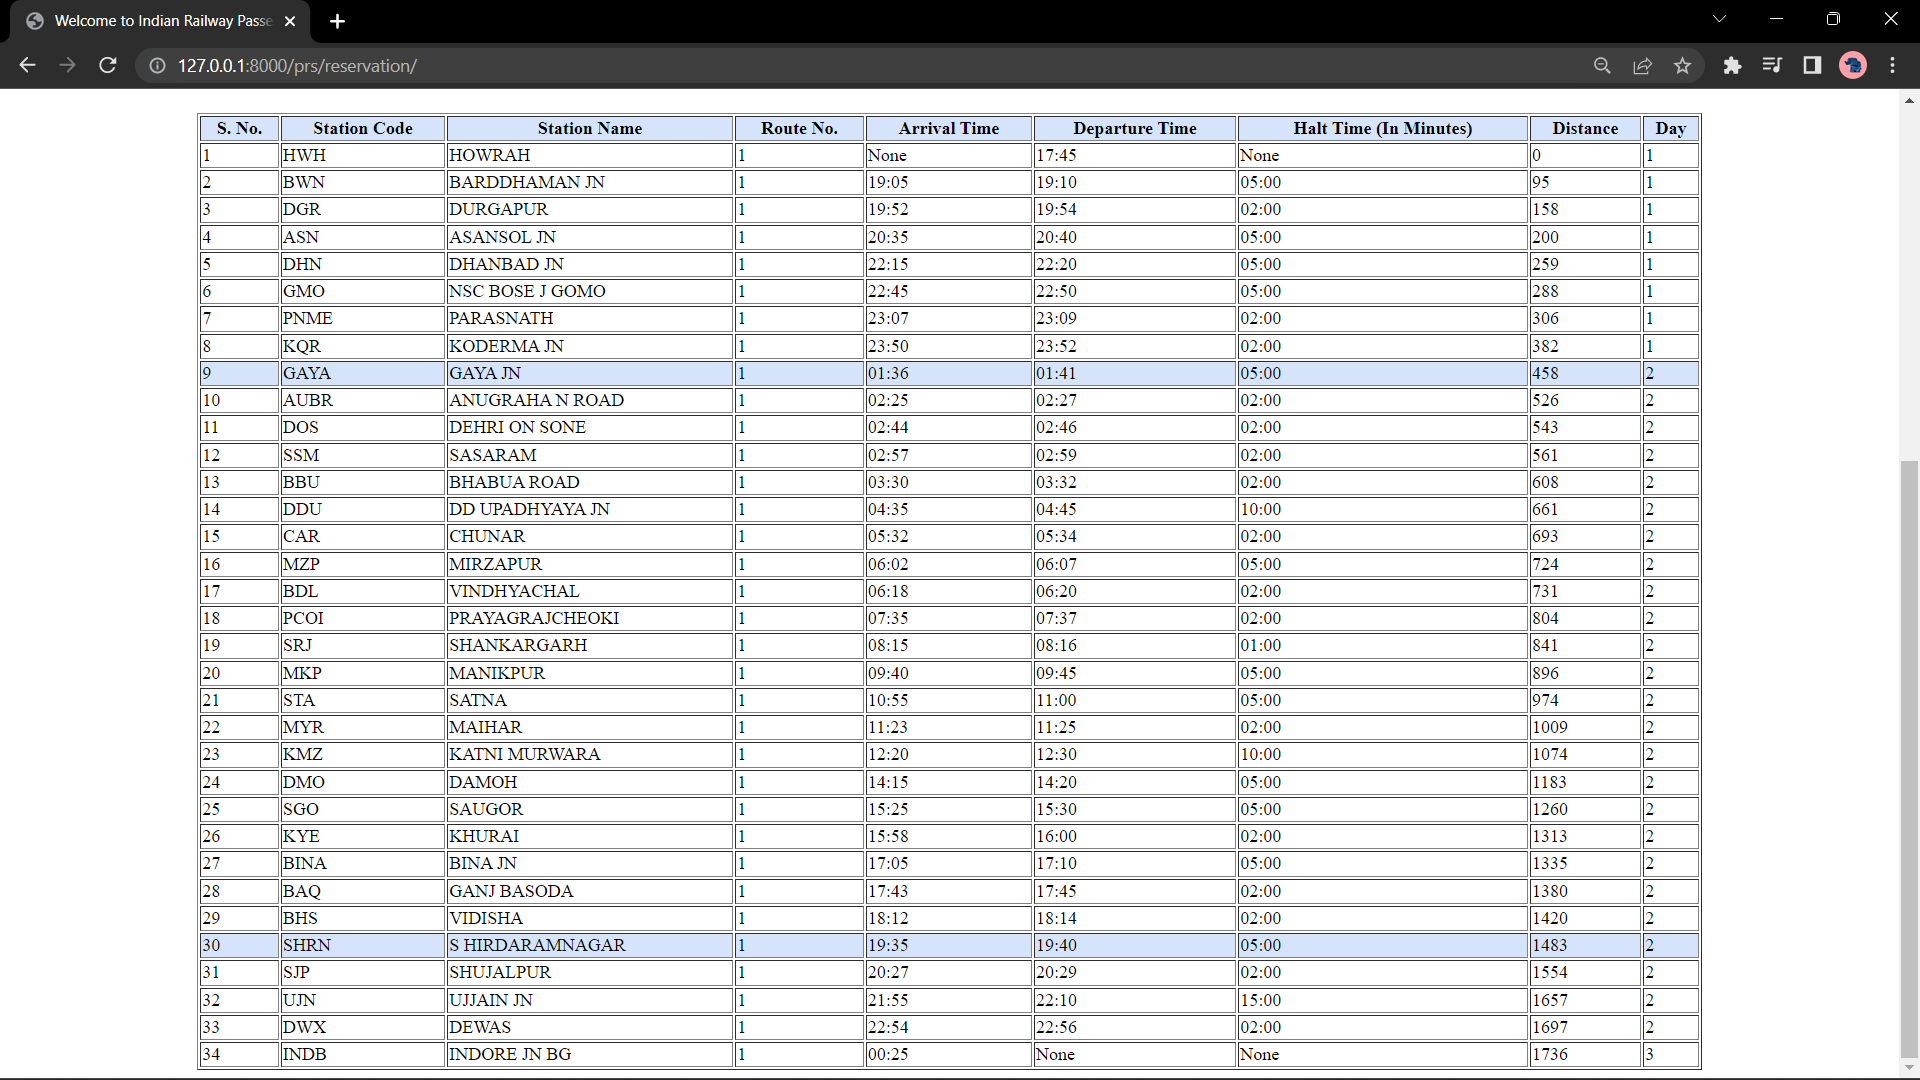 Welcome to Indian Railway Passe
127.0.0.1:8000/prs/reservation/
S. No. Station Code Station Name Route No. Arrival Time Departure Time Halt Time (In Minutes) Distance Day
1 HWH HOWRAH 1 None 17:45 None 0 1
2 BWN BARDDHAMAN JN 1 19:05 19:10 05:00 95 1
3 DGR DURGAPUR 1 19:52 19:54 02:00 158 1
4 ASN ASANSOL JN 1 20:35 20:40 05:00 200 1
5 DHN DHANBAD JN 1 22:15 22:20 05:00 259 1
6 GMO NSC BOSE J GOMO 1 22:45 22:50 05:00 288 1
7 PNME PARASNATH 1 23:07 23:09 02:00 306 1
8 KQR KODERMA JN 1 23:50 23:52 02:00 382 1
9 GAYA GAYA JN 1 01:36 01:41 05:00 458 2
10 AUBR ANUGRAHA N ROAD 1 02:25 02:27 02:00 526 2
11 DOS DEHRI ON SONE 1 02:44 02:46 02:00 543 2
12 SSM SASARAM 1 02:57 02:59 02:00 561 2
13 BBU BHABUA ROAD 1 03:30 03:32 02:00 608 2
14 DDU DD UPADHYAYA JN 1 04:35 04:45 10:00 661 2
15 CAR CHUNAR 1 05:32 05:34 02:00 693 2
16 MZP MIRZAPUR 1 06:02 06:07 05:00 724 2
17 BDL VINDHYACHAL 1 06:18 06:20 02:00 731 2
18 PCOI PRAYAGRAJCHEOKI 1 07:35 07:37 02:00 804 2
19 SRJ SHANKARGARH 1 08:15 08:16 01:00 841 2
20 MKP MANIKPUR 1 09:40 09:45 05:00 896 2
21 STA SATNA 1 10:55 11:00 05:00 974 2
22 MYR MAIHAR 1 11:23 11:25 02:00 1009 2
23 KMZ KATNI MURWARA 1 12:20 12:30 10:00 1074 2
24 DMO DAMOH 1 14:15 14:20 05:00 1183 2
25 SGO SAUGOR 1 15:25 15:30 05:00 1260 2
26 KYE KHURAI 1 15:58 16:00 02:00 1313 2
27 BINA BINA JN 1 17:05 17:10 05:00 1335 2
28 BAQ GANJ BASODA 1 17:43 17:45 02:00 1380 2
29 BHS VIDISHA 1 18:12 18:14 02:00 1420 2
30 SHRN S HIRDARAMNAGAR 1 19:35 19:40 05:00 1483 2
31 SJP SHUJALPUR 1 20:27 20:29 02:00 1554 2
32 UJN UJJAIN JN 1 21:55 22:10 15:00 1657 2
33 DWX DEWAS 1 22:54 22:56 02:00 1697 2
34 INDB INDORE JN BG 1 00:25 None None 1736 3